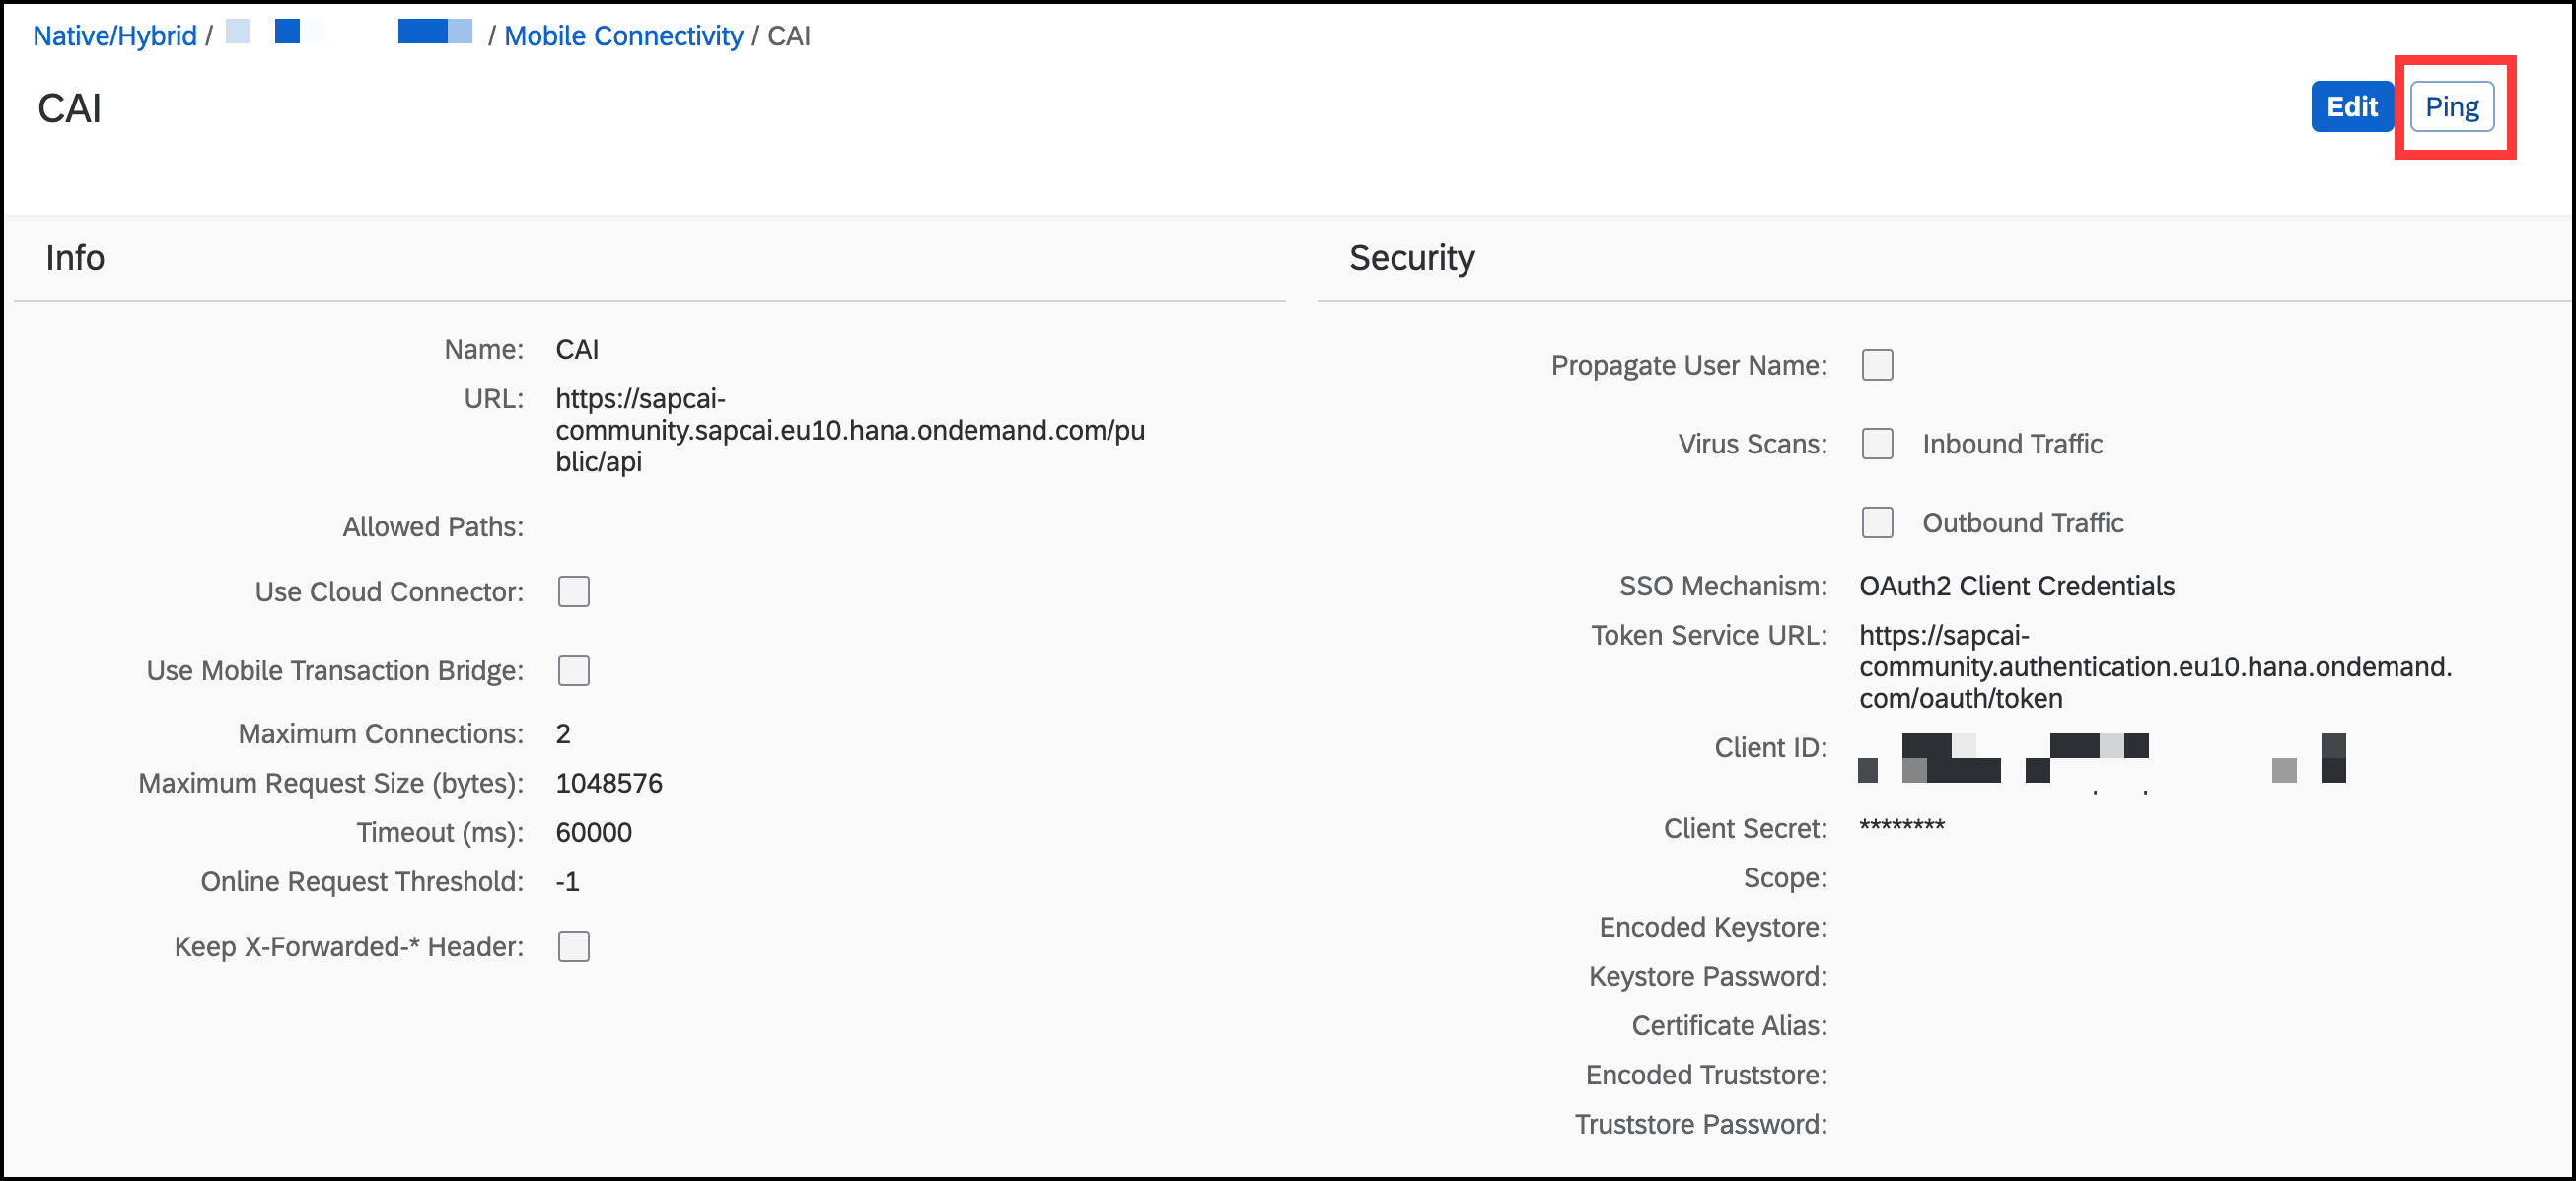 Native/Hybrid / / Mobile Connectivity / CAI
CAI
Edit
Ping
Info
Name: CAI
URL: https://sapcai-
community.sapcai.eu10.hana.ondemand.com/pu
blic/api
Allowed Paths:
Use Cloud Connector:
Use Mobile Transaction Bridge:
Maximum Connections: 2
Maximum Request Size (bytes): 1048576
Timeout (ms): 60000
Online Request Threshold: -1
Keep X-Forwarded-* Header:
Security
Propagate User Name:
Virus Scans: Inbound Traffic
Outbound Traffic
SSO Mechanism: OAuth2 Client Credentials
Token Service URL: https://sapcai-
community.authentication.eu10.hana.ondemand.
com/oauth/token
Client ID:
Client Secret: ********
Scope:
Encoded Keystore:
Keystore Password:
Certificate Alias:
Encoded Truststore:
Truststore Password: